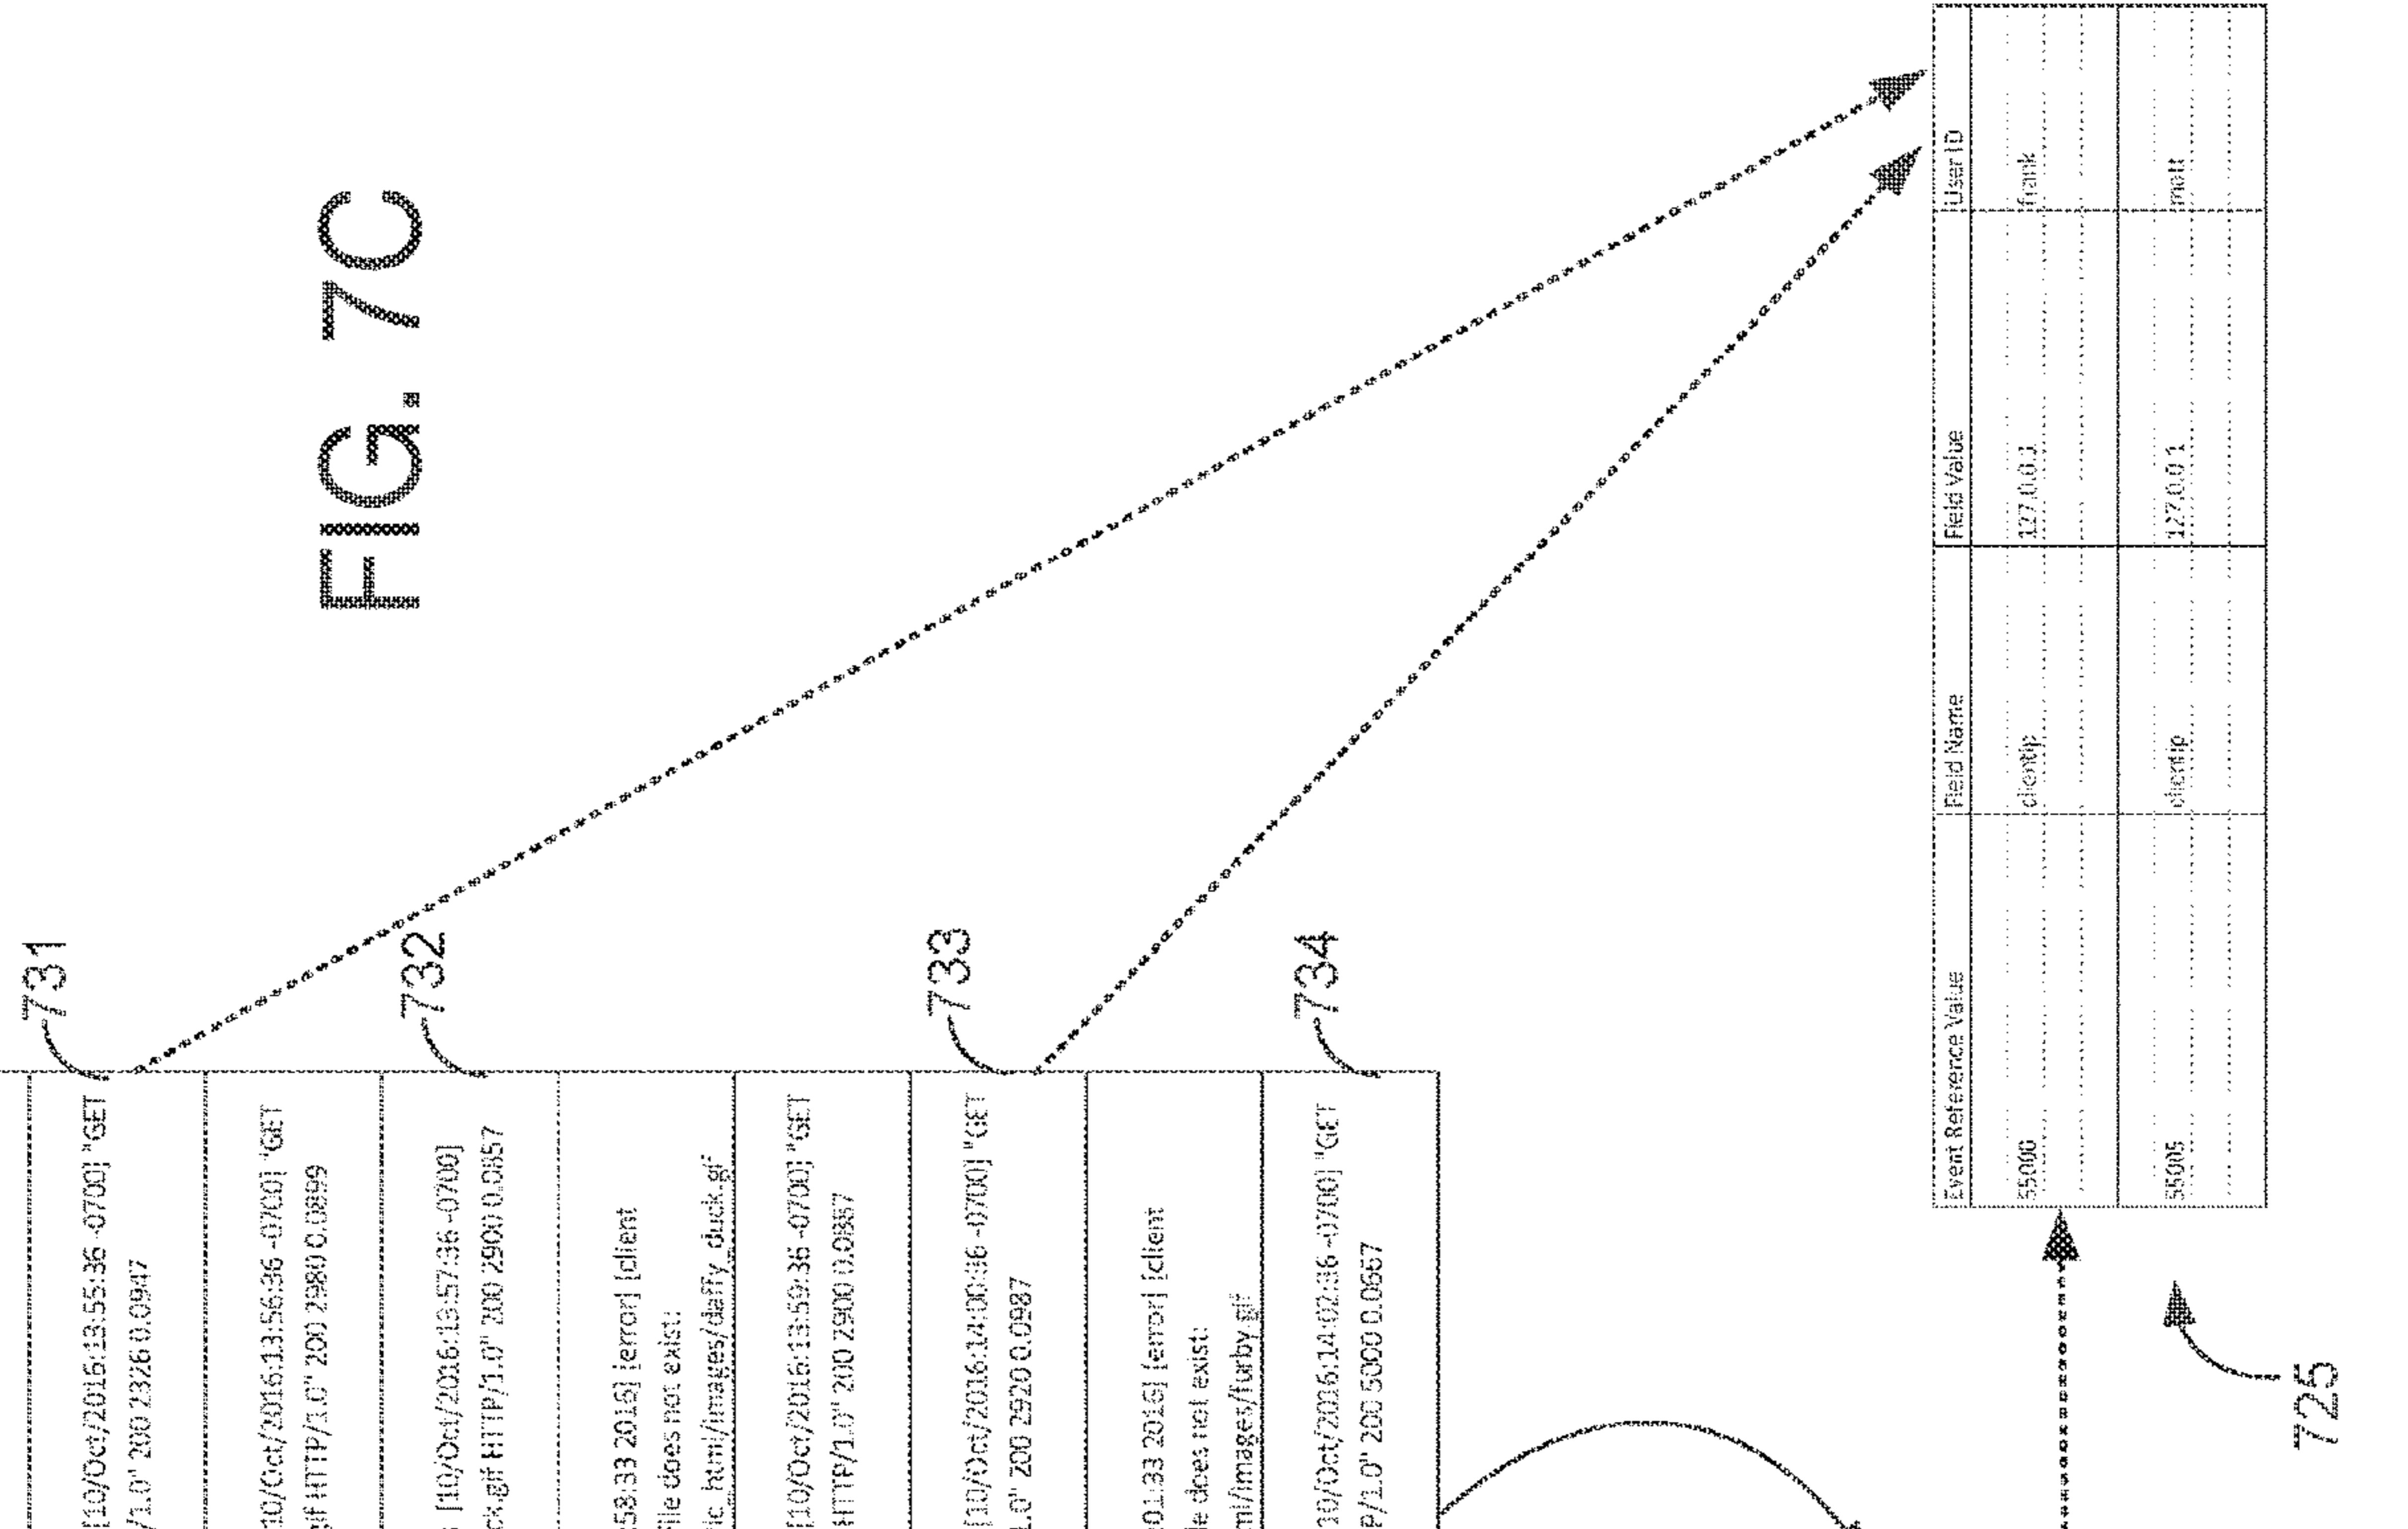 FIG. 7C
731
[10/Oct/2016:13:55:36 -0700] "GET
/1.0" 200 2326 0.0947
10/Oct/2016:13:56:36 -0700] "GET
gif HTTP/1.0" 200 2980 0.0899
732
[10/Oct/2016:13:57:36 -0700]
ck.gif HTTP/1.0" 200 2900 0.0857
:58:33 2016] [error] [client
File does not exist:
ic_html/images/daffy_duck.gif
[10/Oct/2016:13:59:36 -0700] "GET
HTTP/1.0" 200 2900 0.0857
733
[10/Oct/2016:14:00:36 -0700] "GET
1.0" 200 2920 0.0987
:01:33 2016] [error] [client
le does not exist:
ml/images/furby.gif
734
10/Oct/2016:14:02:36 -0700] "GET
P/1.0" 200 5000 0.0667
Event Reference Value Field Name Field Value User ID
55000 clientip 127.0.0.1 frank
55005 clientip 127.0.0.1 matt
725